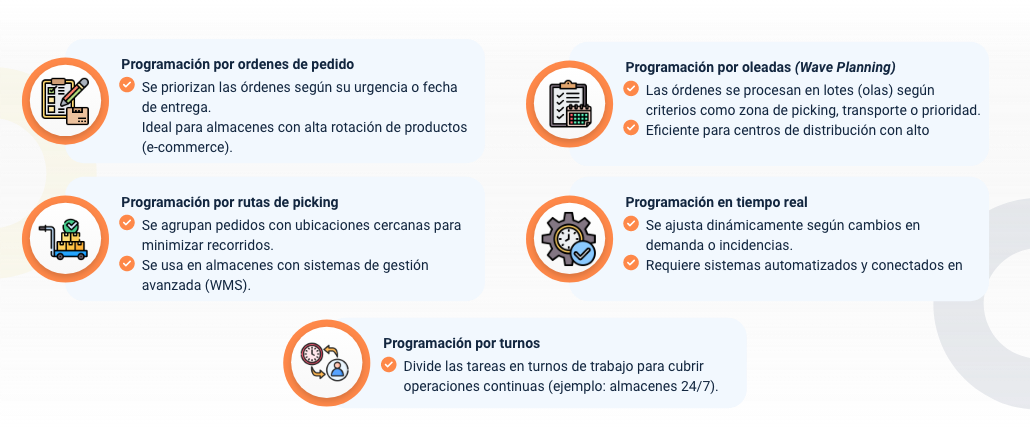 Programación por ordenes de pedido
Se priorizan las órdenes según su urgencia o fecha
de entrega.
Ideal para almacenes con alta rotación de productos
(e-commerce).
Programación por oleadas (Wave Planning)
Las órdenes se procesan en lotes (olas) según
criterios como zona de picking, transporte o prioridad.
Eficiente para centros de distribución con alto
Programación por rutas de picking
Se agrupan pedidos con ubicaciones cercanas para
minimizar recorridos.
Se usa en almacenes con sistemas de gestión
avanzada (WMS).
Programación en tiempo real
Se ajusta dinámicamente según cambios en
demanda o incidencias.
Requiere sistemas automatizados y conectados en
Programación por turnos
Divide las tareas en turnos de trabajo para cubrir
operaciones continuas (ejemplo: almacenes 24/7).